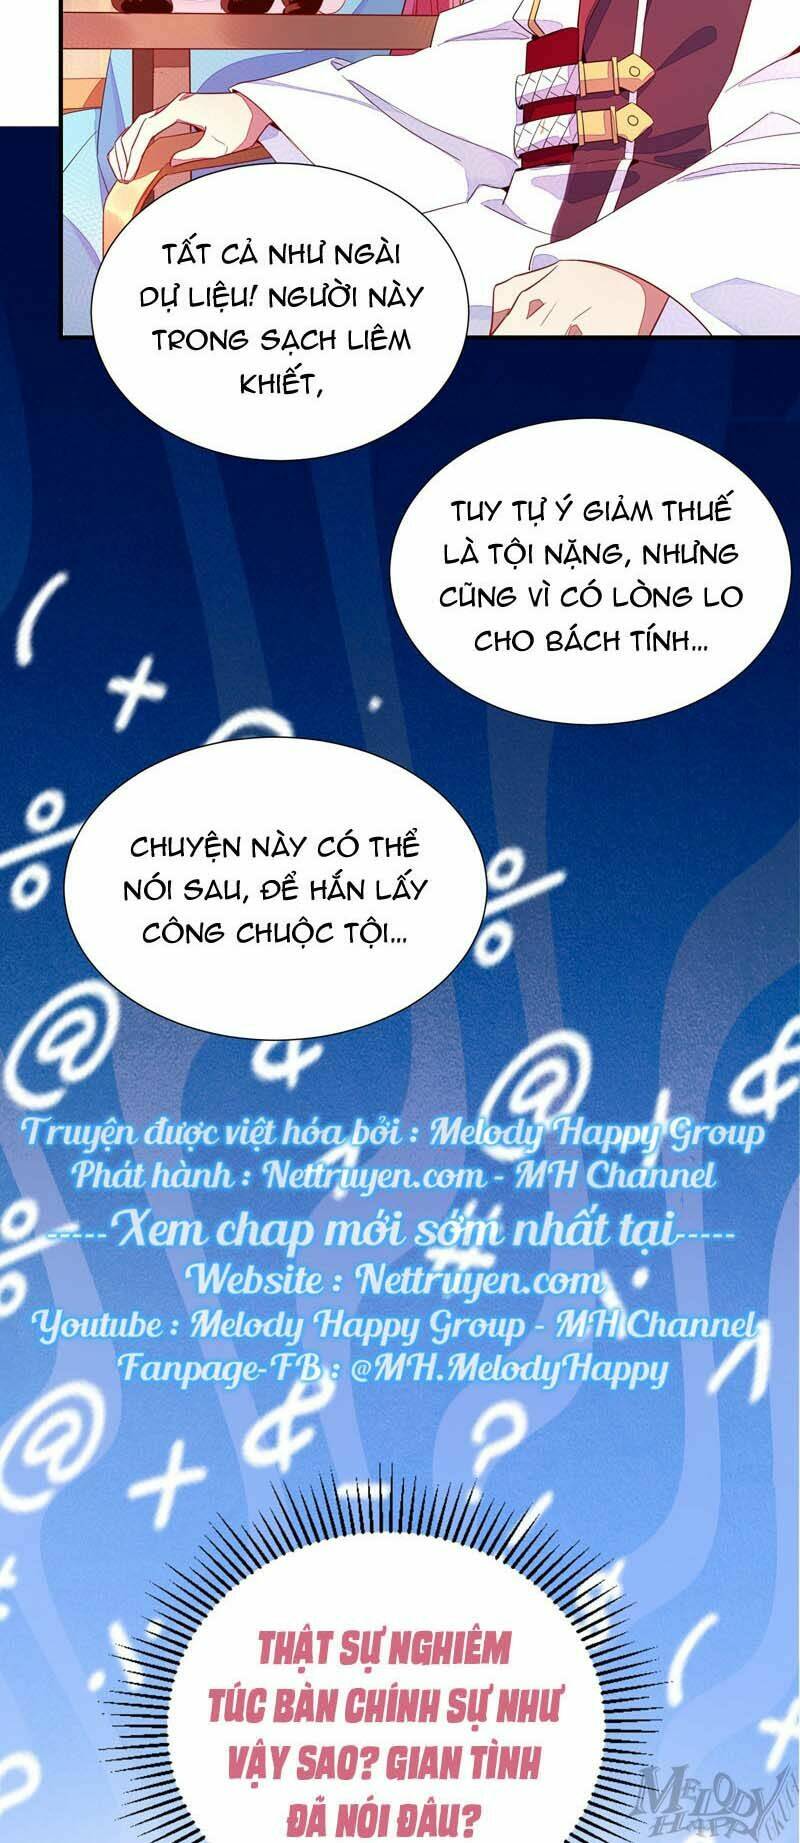 TẤT CẢ NHƯ NGÀI
DỰ LIỆU! NGƯỜI NÀY
TRONG SẠCH LIÊM
KHIẾT,
TUY TỰ Ý GIẢM THUẾ
LÀ TỘI NẶNG, NHƯNG
CŨNG VÌ CÓ LÒNG LO
CHO BÁCH TÍNH...
CHUYỆN NÀY CÓ THỂ
NÓI SAU, ĐỂ HẮN LẤY
CÔNG CHUỘC TỘI...
Truyện được việt hóa bởi : Melody Happy Group
Phát hành : Nettruyen.com - MH Channel
-----Xem chap mới sớm nhất tại-----
Website : Nettruyen.com
Youtube : Melody Happy Group - MH Channel
Fanpage-FB : @MH.MelodyHappy
THẬT SỰ NGHIÊM
TÚC BÀN CHÍNH SỰ NHƯ
VẬY SAO? GIAN TÌNH
ĐÃ NÓI ĐÂU?
MELODY
HAPPY